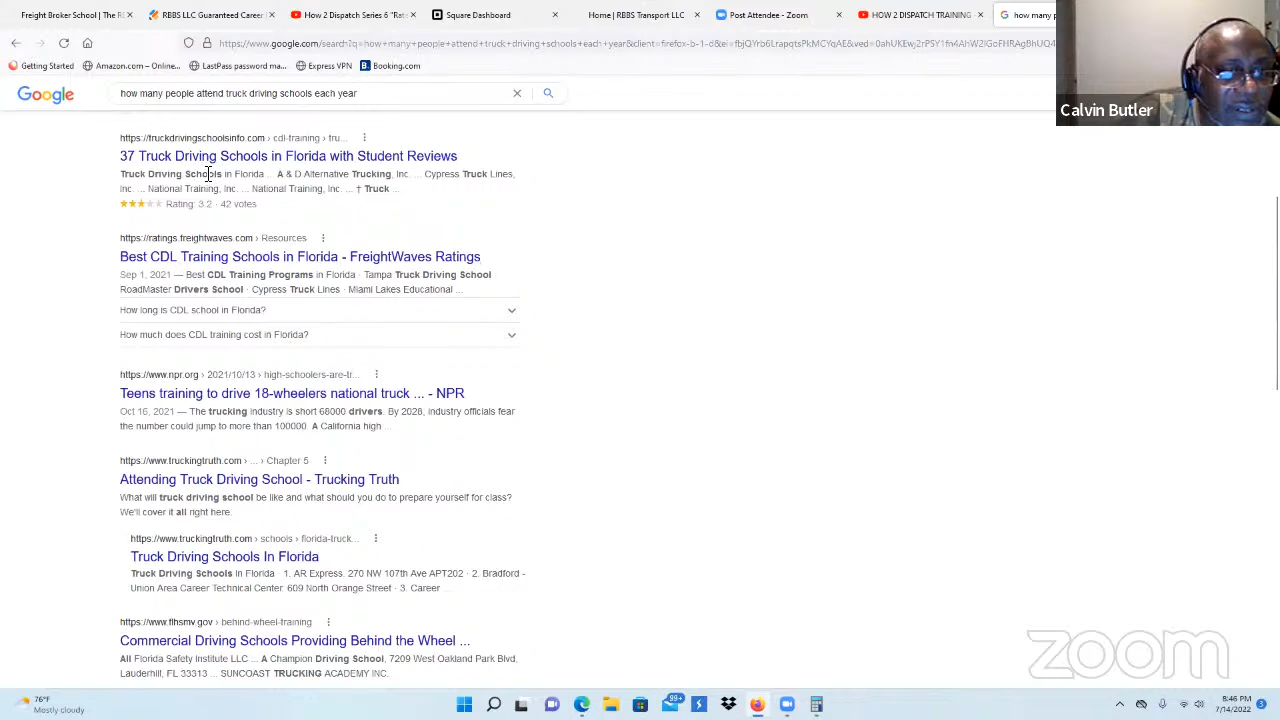 Freight Broker School | The R
RBBS TRAINING
How 2 Day Trader Series 6 "Rat
Square Dashboard
Home | RBBS Transport LLC
Post Attendee - Zoom
HOW 2 DISPATCH TRAINING
how many p
Calvin Butler
Getting Started
Amazon.com – Online...
LastPass password ma...
Express VPN
Booking.com
Google
how many people attend truck driving schools each year
https://truckdrivingschoolsinfo.com › cdl-training › tru...
37 Truck Driving Schools in Florida with Student Reviews
Truck Driving Schools in Florida ... A & D Alternative Trucking, Inc. ... Cypress Truck Lines,
Inc. ... National Training, Inc. ... National Training, Inc. ... † Truck ...
Rating: 3.2 · 42 votes
https://ratings.freightwaves.com › Resources
Best CDL Training Schools in Florida - FreightWaves Ratings
Sep 1, 2021 — Best CDL Training Programs in Florida · Tampa Truck Driving School ·
RoadMaster Drivers School · Cypress Truck Lines · Miami Lakes Educational ...
How long is CDL school in Florida?
How much does CDL training cost in Florida?
https://www.npr.org › 2021/10/13 › high-schoolers-are-tr...
Teens training to drive 18-wheelers national truck ... - NPR
Oct 16, 2021 — The trucking industry is short 68000 drivers. By 2028, industry officials fear
the number could jump to more than 100000. A California high ...
https://www.truckingtruth.com › ... › Chapter 5
Attending Truck Driving School - Trucking Truth
What will truck driving school be like and what should you do to prepare yourself for class?
We'll cover it all right here.
https://www.truckingtruth.com › schools › florida-truck...
Truck Driving Schools In Florida
Truck Driving Schools in Florida · 1. AR Express. 270 NW 107th Ave APT202 · 2. Bradford -
Union Area Career Technical Center. 609 North Orange Street · 3. Career ...
https://www.flhsmv.gov › behind-wheel-training
Commercial Driving Schools Providing Behind the Wheel ...
All Florida Safety Institute LLC ... A Champion Driving School, 7209 West Oakland Park Blvd,
Lauderhill, FL 33313 ... SUNCOAST TRUCKING ACADEMY INC.
zoom
76°F
Mostly cloudy
99+
8:46 PM
7/14/2022
3